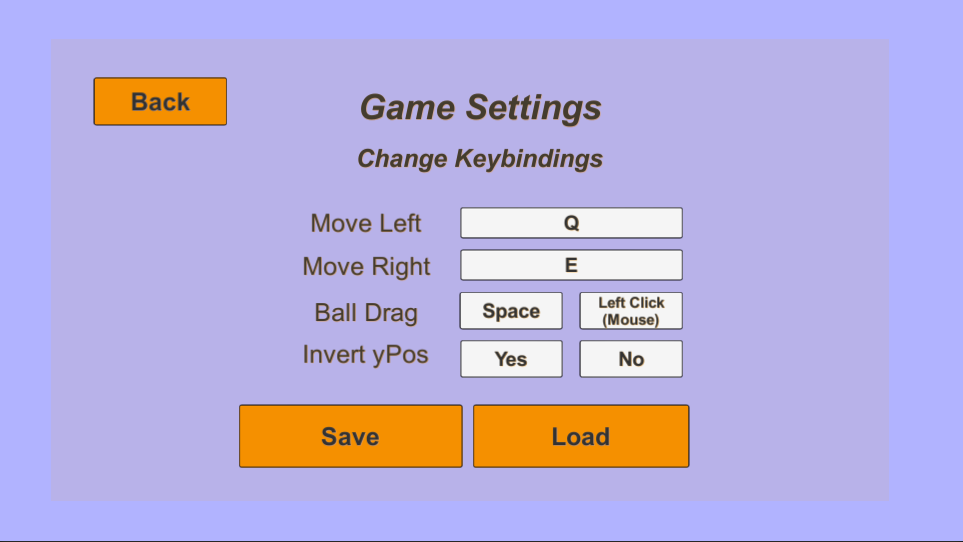 Back
Game Settings
Change Keybindings
Move Left
Q
Move Right
E
Ball Drag
Space
Left Click
(Mouse)
Invert yPos
Yes
No
Save
Load